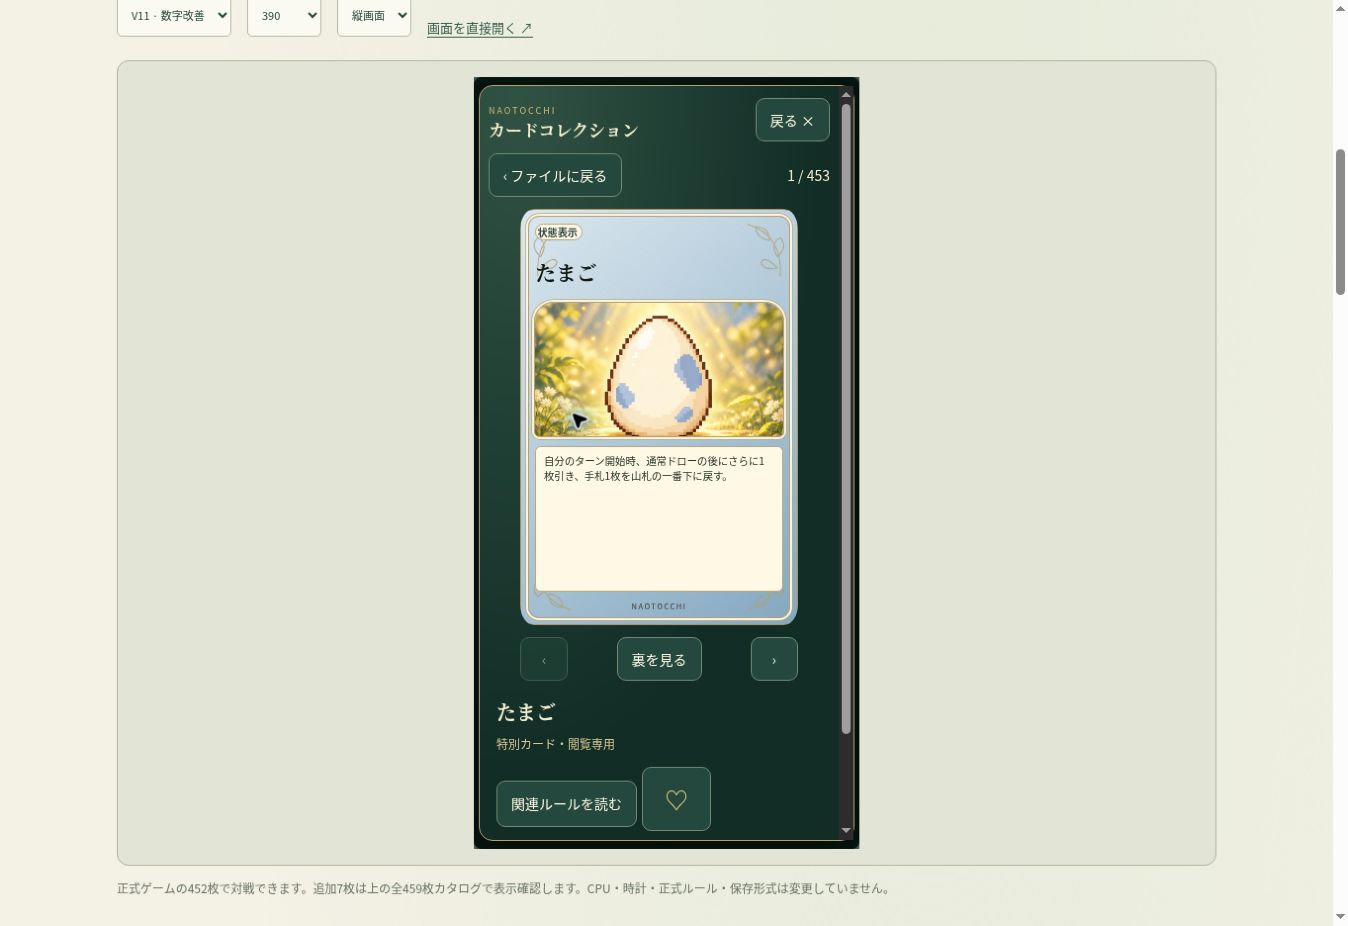 V11・数字改善
390
縦画面
画面を直接開く ↗
NAOTOCCHI
カードコレクション
戻る ×
‹ ファイルに戻る
1 / 453
状態表示
たまご
自分のターン開始時、通常ドローの後にさらに1
枚引き、手札1枚を山札の一番下に戻す。
NAOTOCCHI
‹
裏を見る
›
たまご
特別カード・閲覧専用
関連ルールを読む
♡
正式ゲームの452枚で対戦できます。追加7枚は上の全459枚カタログで表示確認します。CPU・時計・正式ルール・保存形式は変更していません。